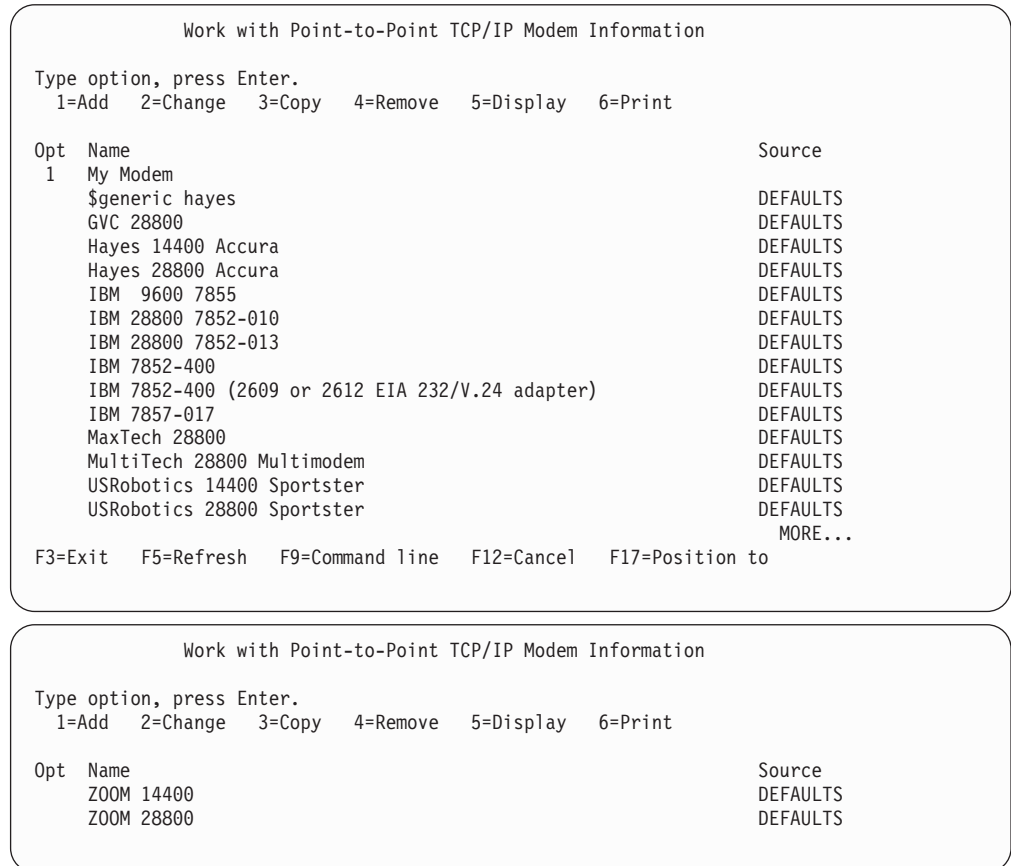 Work with Point-to-Point TCP/IP Modem Information
Type option, press Enter.
1=Add 2=Change 3=Copy 4=Remove 5=Display 6=Print
Opt Name Source
1 My Modem
$generic hayes DEFAULTS
GVC 28800 DEFAULTS
Hayes 14400 Accura DEFAULTS
Hayes 28800 Accura DEFAULTS
IBM 9600 7855 DEFAULTS
IBM 28800 7852-010 DEFAULTS
IBM 28800 7852-013 DEFAULTS
IBM 7852-400 DEFAULTS
IBM 7852-400 (2609 or 2612 EIA 232/V.24 adapter) DEFAULTS
IBM 7857-017 DEFAULTS
MaxTech 28800 DEFAULTS
MultiTech 28800 Multimodem DEFAULTS
USRobotics 14400 Sportster DEFAULTS
USRobotics 28800 Sportster DEFAULTS
MORE...
F3=Exit F5=Refresh F9=Command line F12=Cancel F17=Position to
Work with Point-to-Point TCP/IP Modem Information
Type option, press Enter.
1=Add 2=Change 3=Copy 4=Remove 5=Display 6=Print
Opt Name Source
ZOOM 14400 DEFAULTS
ZOOM 28800 DEFAULTS